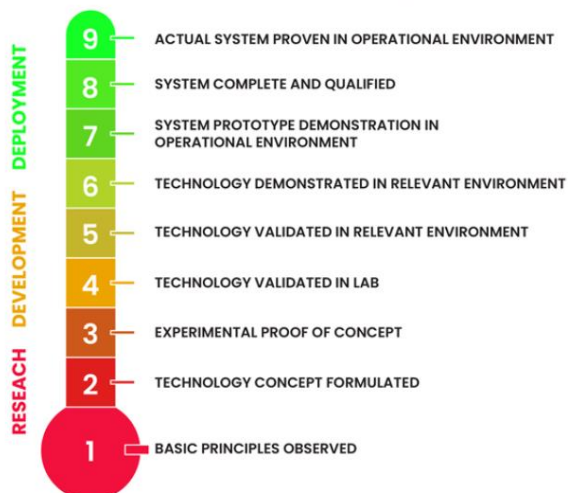 DEPLOYMENT
DEVELOPMENT
RESEACH
9 ACTUAL SYSTEM PROVEN IN OPERATIONAL ENVIRONMENT
8 SYSTEM COMPLETE AND QUALIFIED
7 SYSTEM PROTOTYPE DEMONSTRATION IN
OPERATIONAL ENVIRONMENT
6 TECHNOLOGY DEMONSTRATED IN RELEVANT ENVIRONMENT
5 TECHNOLOGY VALIDATED IN RELEVANT ENVIRONMENT
4 TECHNOLOGY VALIDATED IN LAB
3 EXPERIMENTAL PROOF OF CONCEPT
2 TECHNOLOGY CONCEPT FORMULATED
1 BASIC PRINCIPLES OBSERVED